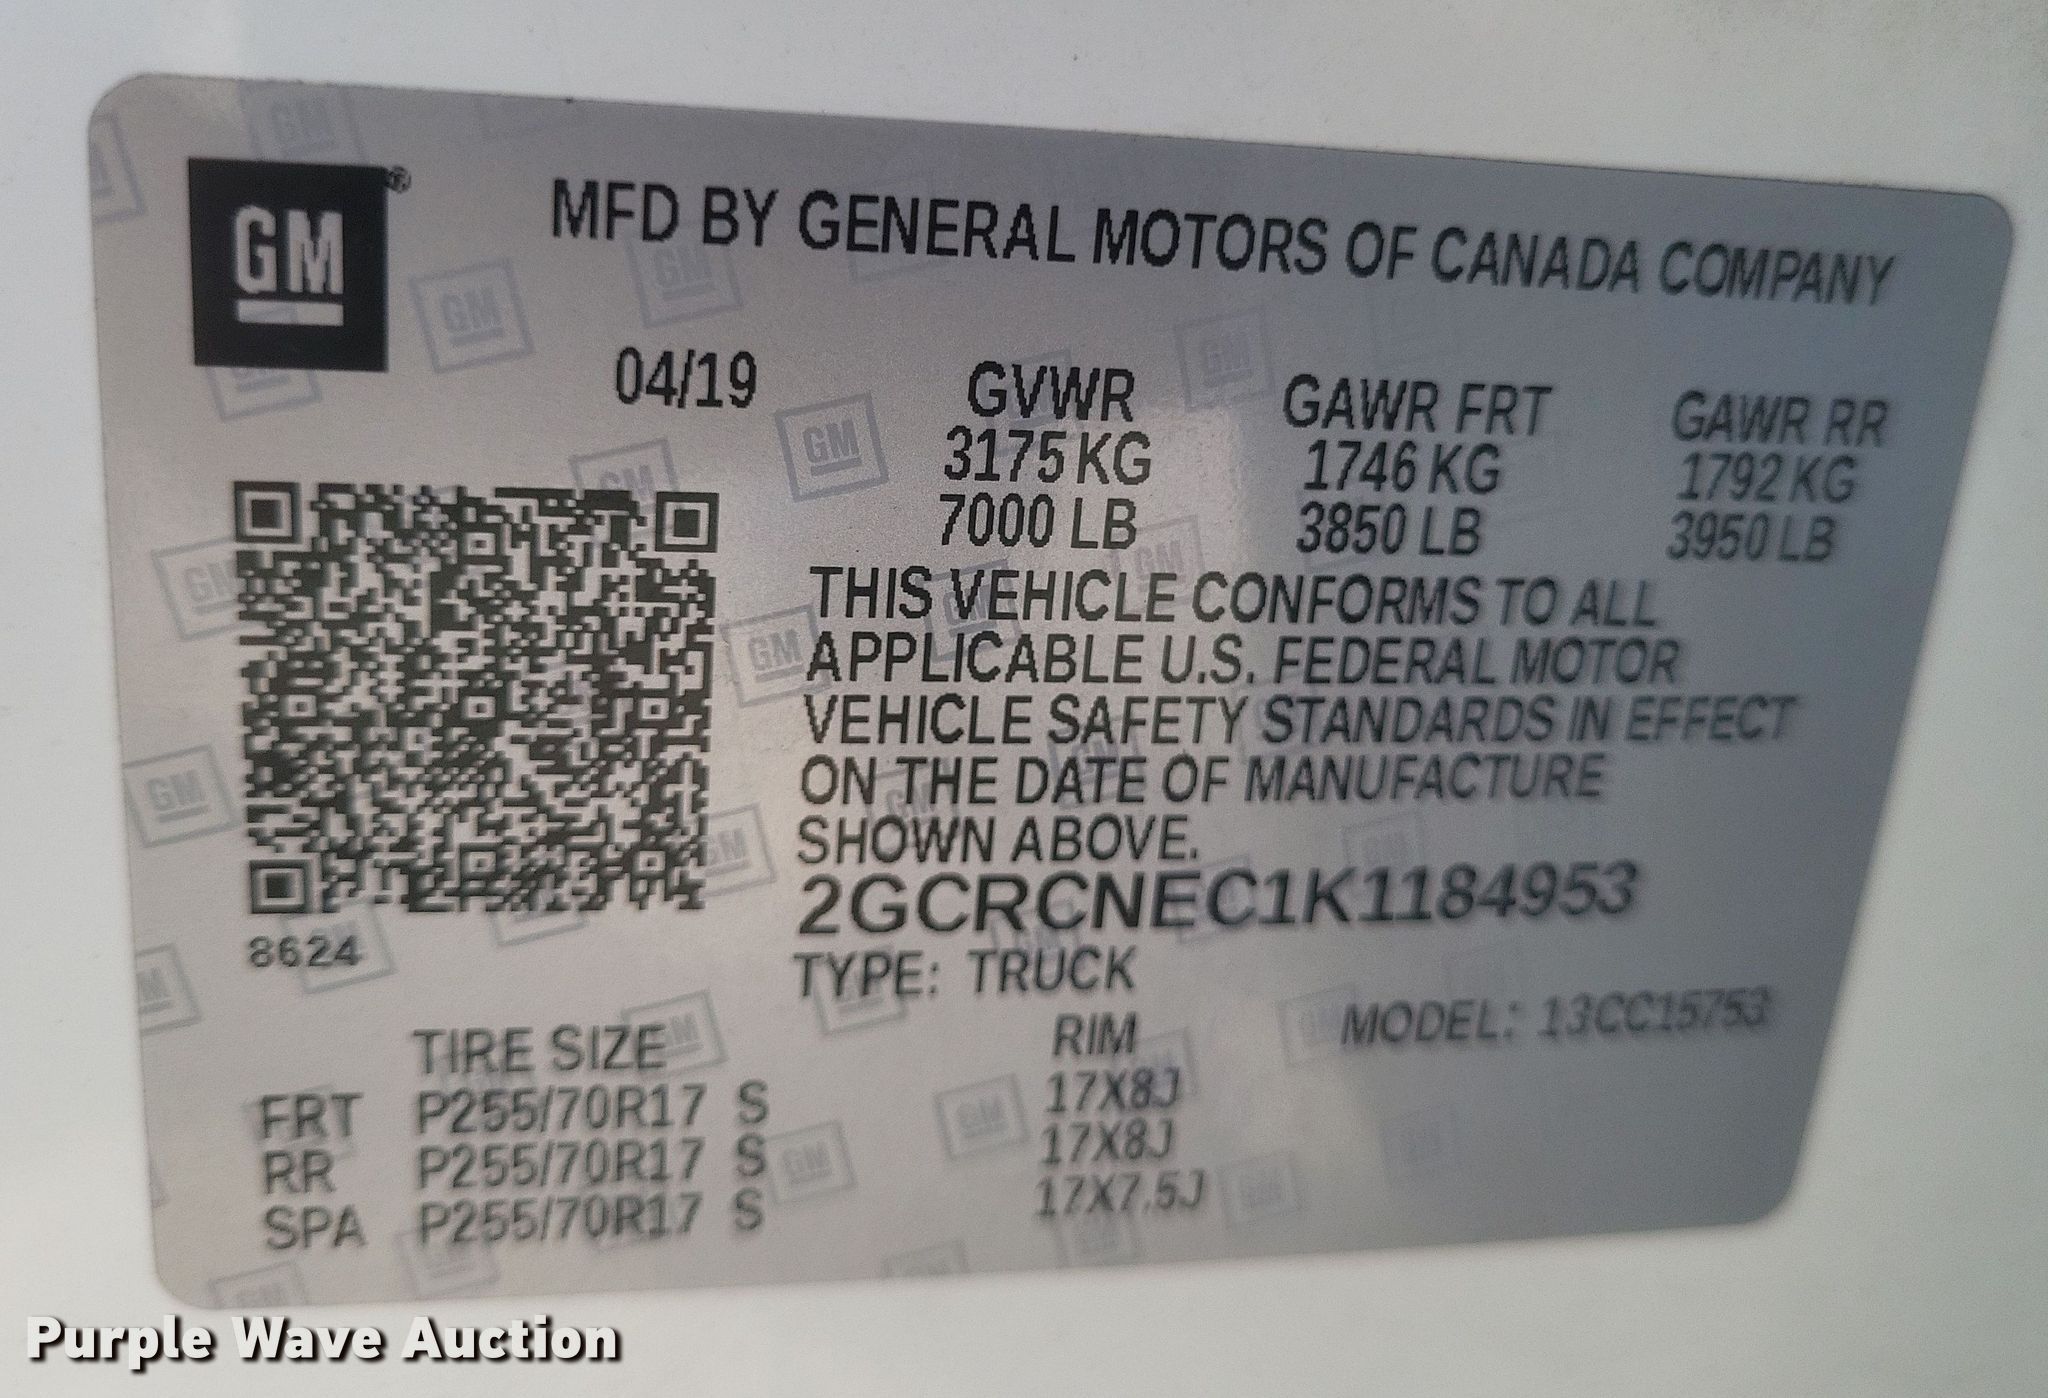 GM®
MFD BY GENERAL MOTORS OF CANADA COMPANY
04/19
GVWR GAWR FRT GAWR RR
3175 KG 1746 KG 1792 KG
7000 LB 3850 LB 3950 LB
THIS VEHICLE CONFORMS TO ALL
APPLICABLE U.S. FEDERAL MOTOR
VEHICLE SAFETY STANDARDS IN EFFECT
ON THE DATE OF MANUFACTURE
SHOWN ABOVE.
2GCRCNEC1K1184953
8624
TYPE: TRUCK
MODEL: 13CC15753
TIRE SIZE RIM
FRT P255/70R17 S 17X8J
RR P255/70R17 S 17X8J
SPA P255/70R17 S 17X7.5J
Purple Wave Auction